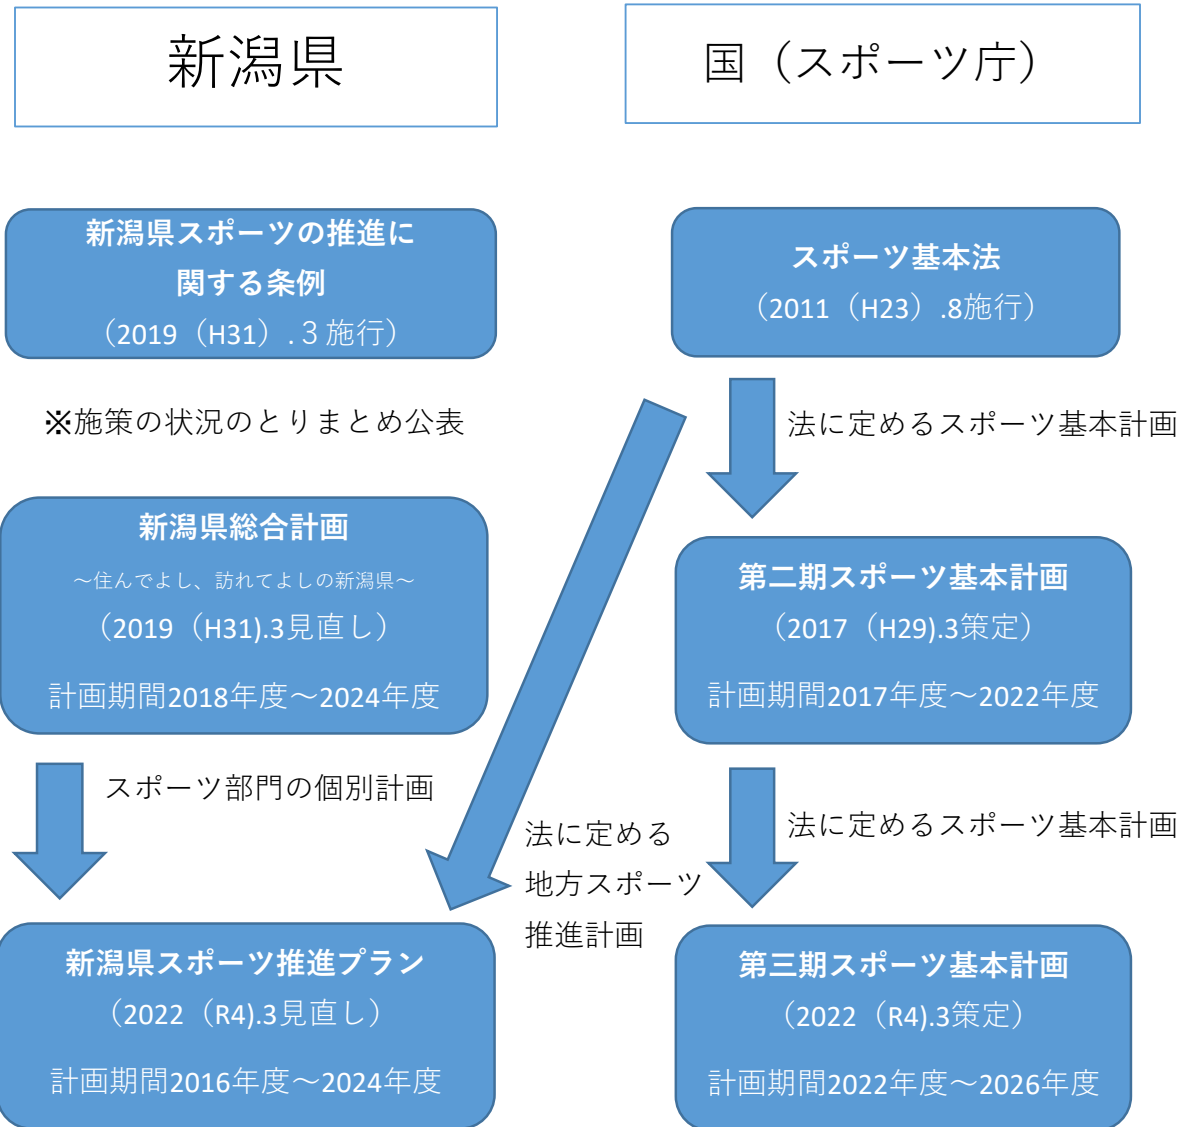 新潟県
国（スポーツ庁）
新潟県スポーツの推進に
関する条例
（2019（H31）.３施行）
※施策の状況のとりまとめ公表
新潟県総合計画
～住んでよし、訪れてよしの新潟県～
（2019（H31).3見直し）
計画期間2018年度～2024年度
スポーツ部門の個別計画
新潟県スポーツ推進プラン
（2022（R4).3見直し）
計画期間2016年度～2024年度
スポーツ基本法
（2011（H23）.8施行）
法に定めるスポーツ基本計画
第二期スポーツ基本計画
（2017（H29).3策定）
計画期間2017年度～2022年度
法に定める
地方スポーツ
推進計画
法に定めるスポーツ基本計画
第三期スポーツ基本計画
（2022（R4).3策定）
計画期間2022年度～2026年度